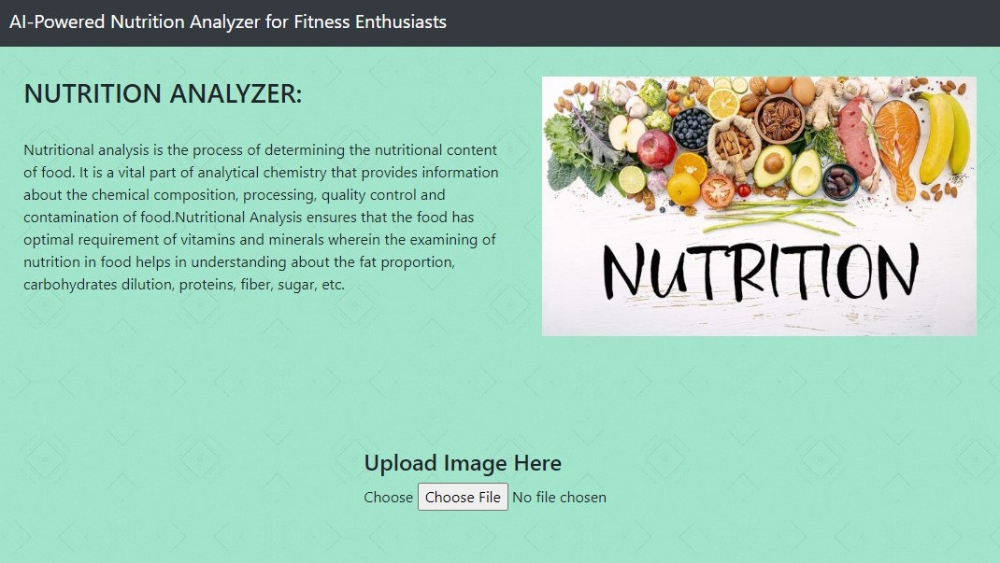 AI-Powered Nutrition Analyzer for Fitness Enthusiasts
NUTRITION ANALYZER:
Nutritional analysis is the process of determining the nutritional content
of food. It is a vital part of analytical chemistry that provides information
about the chemical composition, processing, quality control and
contamination of food.Nutritional Analysis ensures that the food has
optimal requirement of vitamins and minerals wherein the examining of
nutrition in food helps in understanding about the fat proportion,
carbohydrates dilution, proteins, fiber, sugar, etc.
NUTRITION
Upload Image Here
Choose Choose File No file chosen